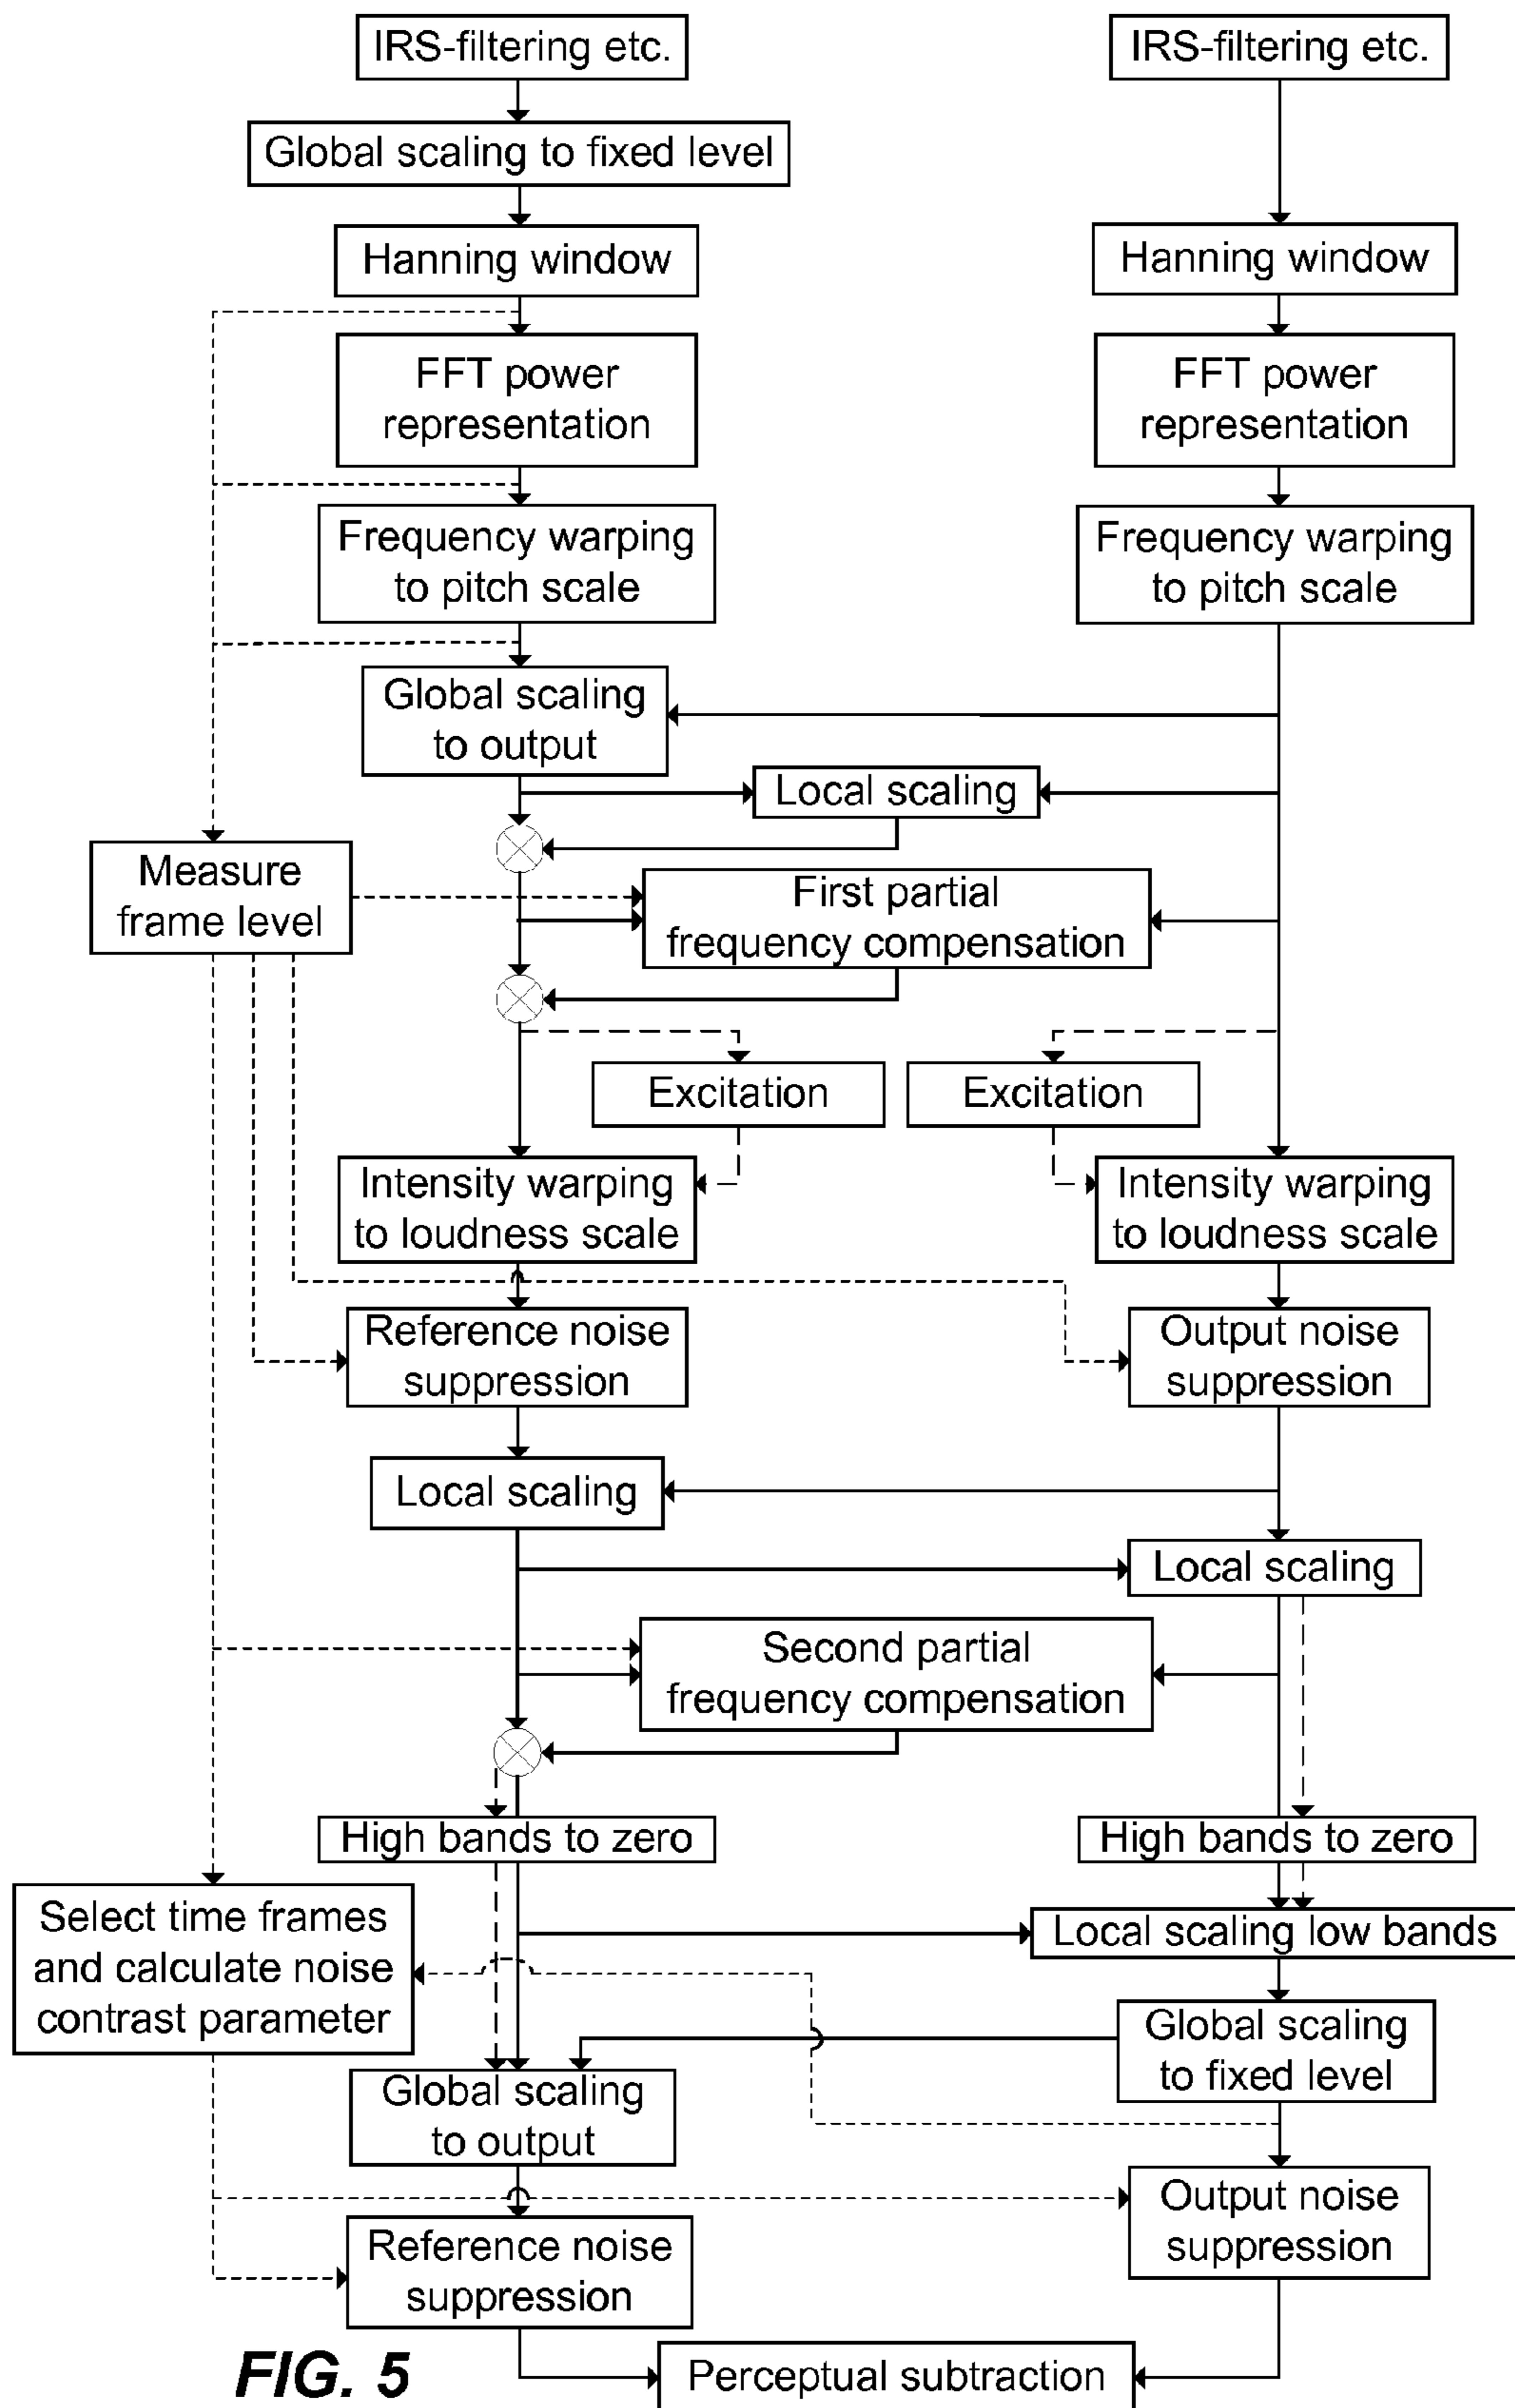 IRS-filtering etc.
IRS-filtering etc.
Global scaling to fixed level
Hanning window
Hanning window
FFT power
representation
FFT power
representation
Frequency warping
to pitch scale
Frequency warping
to pitch scale
Global scaling
to output
Local scaling
Measure
frame level
First partial
frequency compensation
Excitation
Excitation
Intensity warping
to loudness scale
Intensity warping
to loudness scale
Reference noise
suppression
Output noise
suppression
Local scaling
Local scaling
Second partial
frequency compensation
High bands to zero
High bands to zero
Select time frames
and calculate noise
contrast parameter
Local scaling low bands
Global scaling
to fixed level
Global scaling
to output
Output noise
suppression
Reference noise
suppression
Perceptual subtraction
FIG. 5